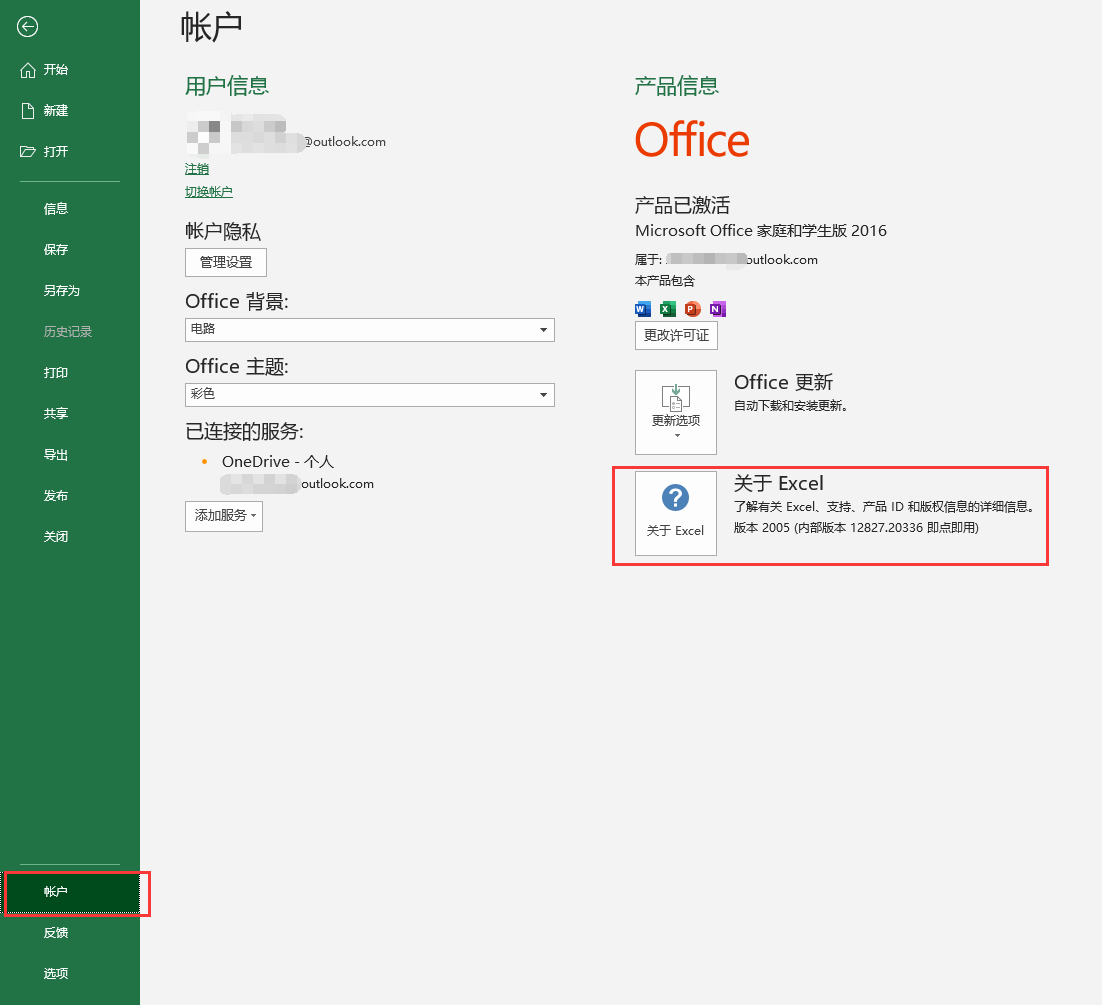 帐户
开始
新建
打开
信息
保存
另存为
历史记录
打印
共享
导出
发布
关闭
帐户
反馈
选项
用户信息
@outlook.com
注销
切换帐户
帐户隐私
管理设置
Office 背景:
电路
Office 主题:
彩色
已连接的服务:
OneDrive - 个人
outlook.com
添加服务
产品信息
Office
产品已激活
Microsoft Office 家庭和学生版 2016
属于: outlook.com
本产品包含
W X P N
更改许可证
更新选项
Office 更新
自动下载和安装更新。
?
关于 Excel
关于 Excel
了解有关 Excel、支持、产品 ID 和版权信息的详细信息。
版本 2005 (内部版本 12827.20336 即点即用)